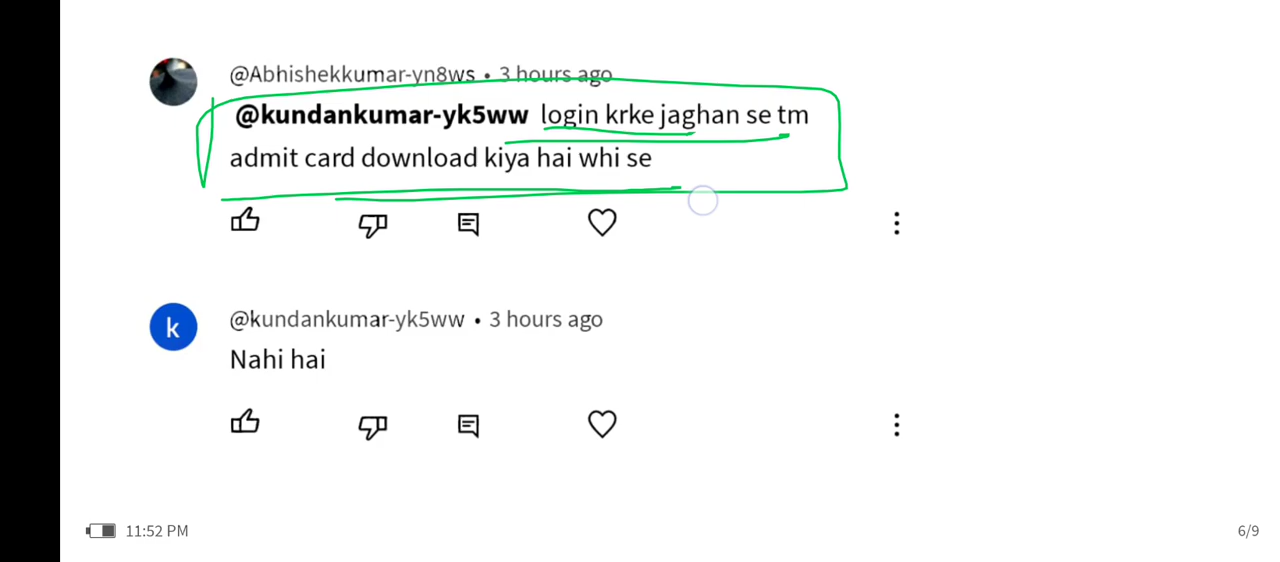 @Abhishekkumar-yn8ws • 3 hours ago
@kundankumar-yk5ww login krke jaghan se tm
admit card download kiya hai whi se
k
@kundankumar-yk5ww • 3 hours ago
Nahi hai
11:52 PM
6/9